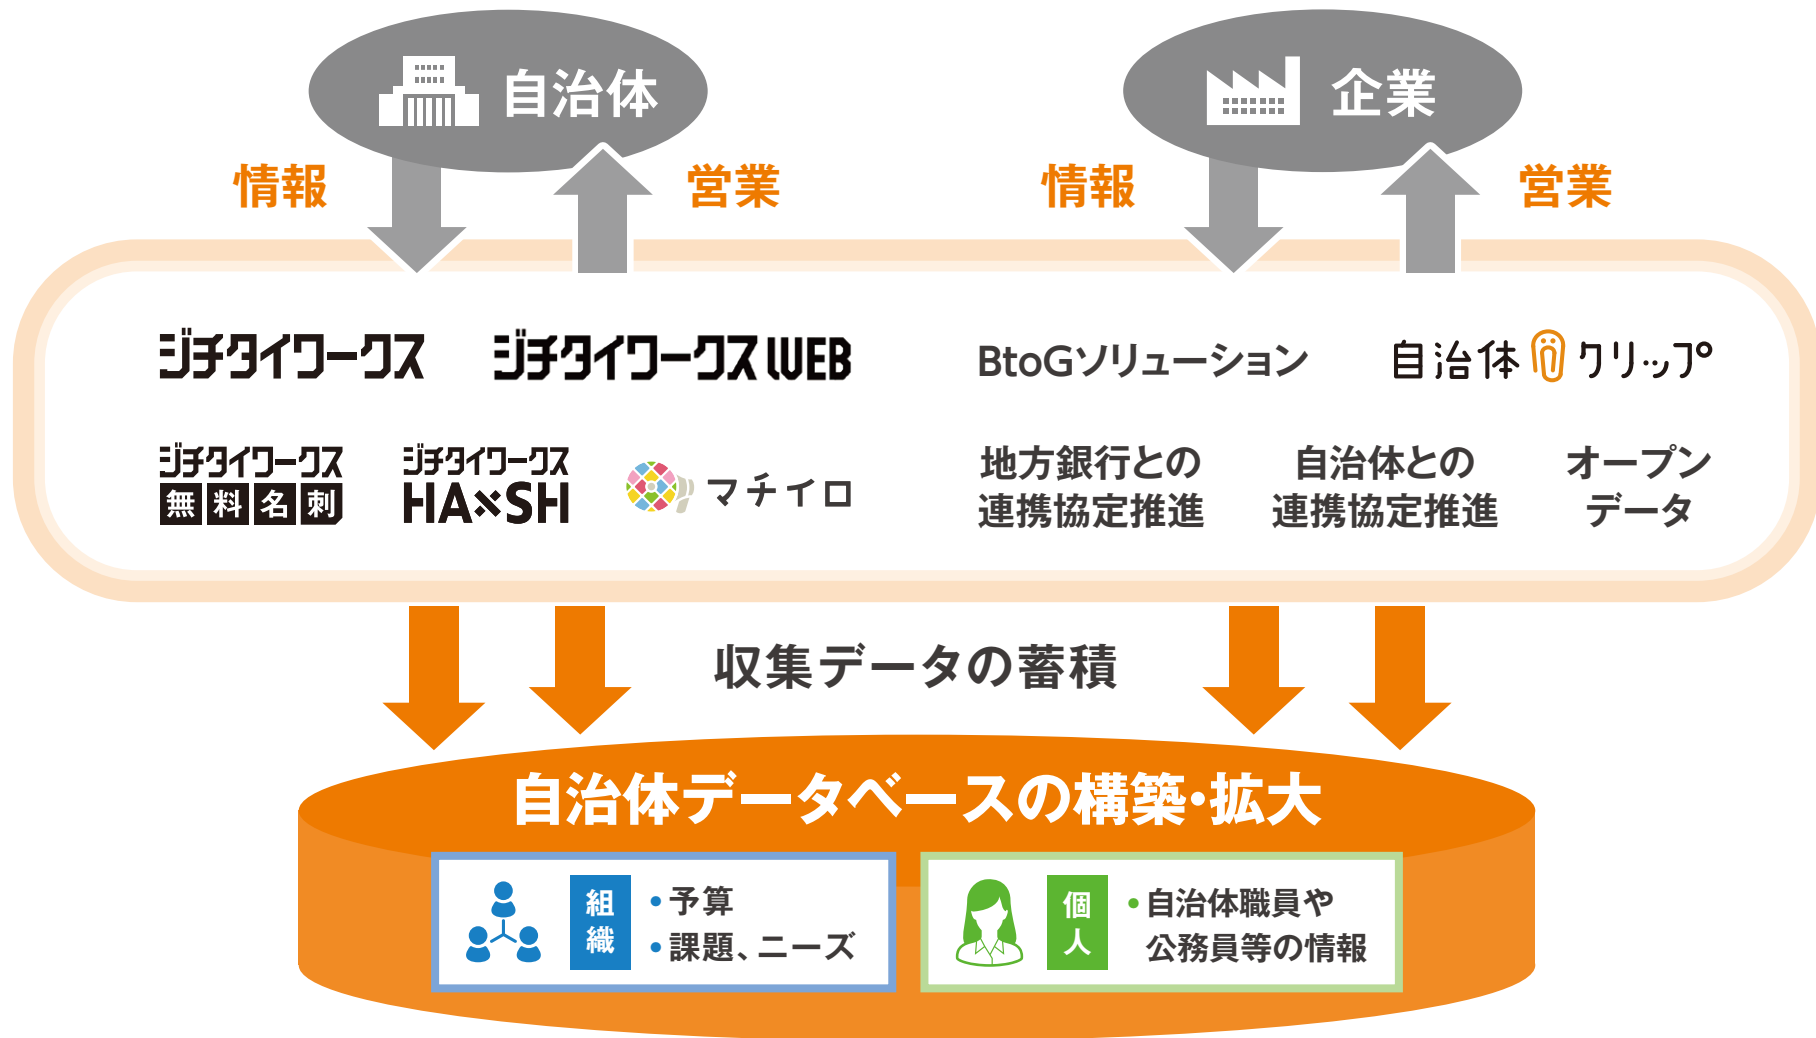 自治体
企業
情報
営業
情報
営業
ジチタイワークス
ジチタイワークス WEB
BtoGソリューション
自治体クリップ
ジチタイワークス
無料名刺
ジチタイワークス
HA×SH
マチイロ
地方銀行との
連携協定推進
自治体との
連携協定推進
オープン
データ
収集データの蓄積
自治体データベースの構築・拡大
組織
・予算
・課題、ニーズ
個人
・自治体職員や
公務員等の情報